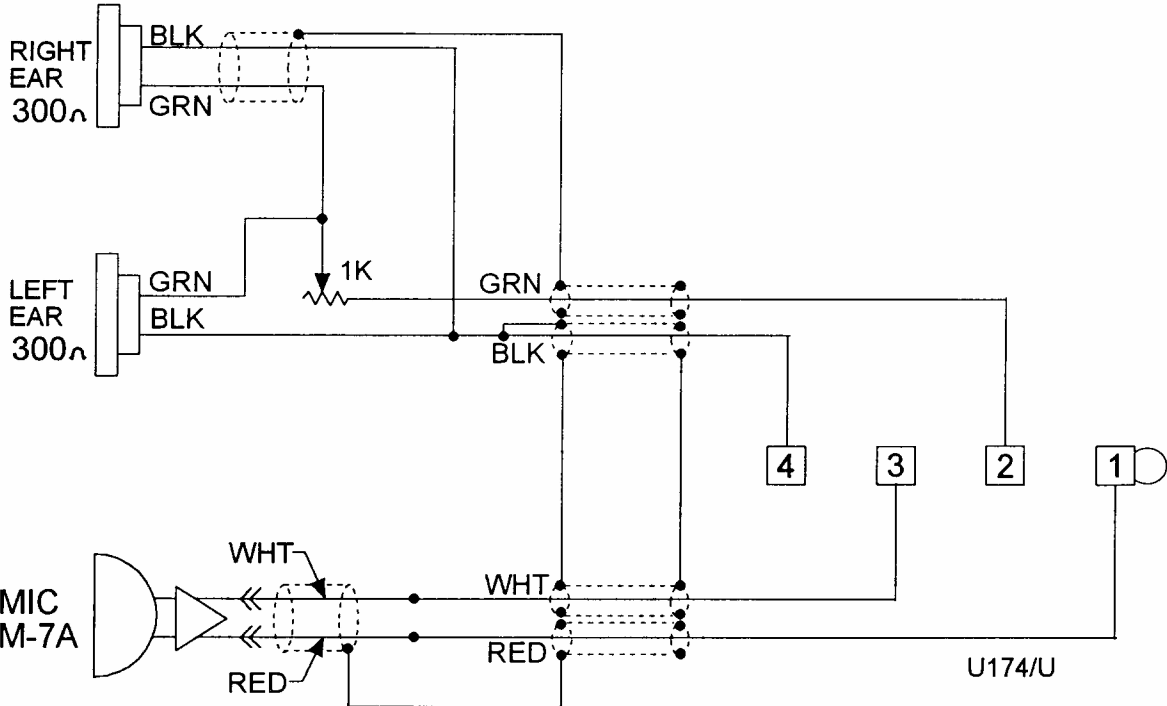 BLK
RIGHT
EAR
300Ω
GRN
1K
LEFT
EAR
300Ω
GRN
BLK
GRN
BLK
4
3
2
1
WHT
MIC
M-7A
RED
WHT
RED
U174/U